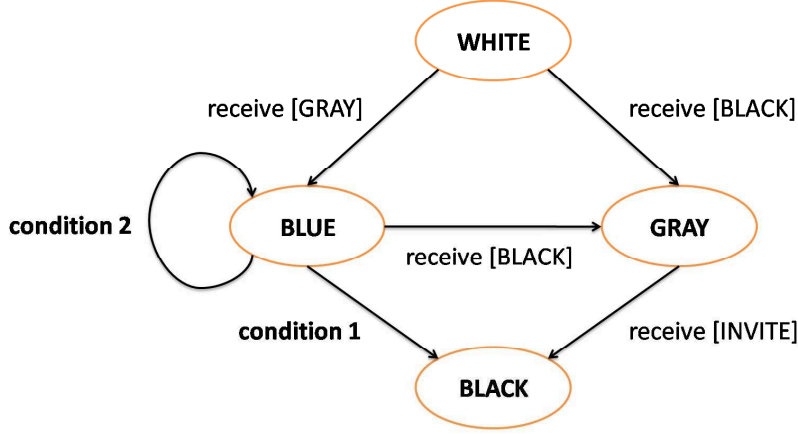 WHITE
receive [GRAY]
receive [BLACK]
condition 2
BLUE
GRAY
receive [BLACK]
condition 1
receive [INVITE]
BLACK